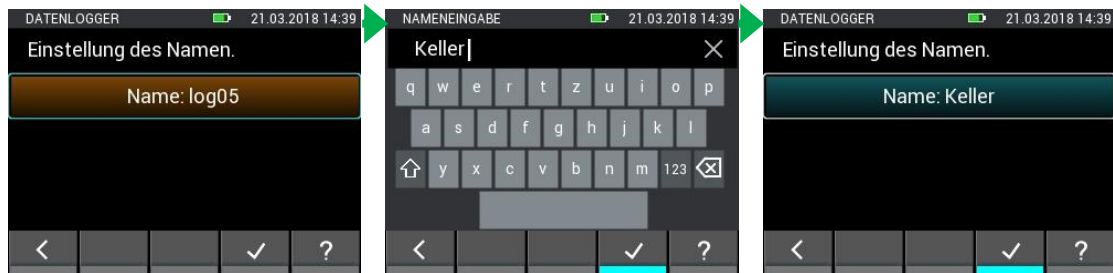 DATENLOGGER 21.03.2018 14:39
Einstellung des Namen.
Name: log05
< ✓ ?
NAMENEINGABE 21.03.2018 14:39
Keller
q w e r t z u i o p
a s d f g h j k l
y x c v b n m 123
< ✓ ?
DATENLOGGER 21.03.2018 14:39
Einstellung des Namen.
Name: Keller
< ✓ ?